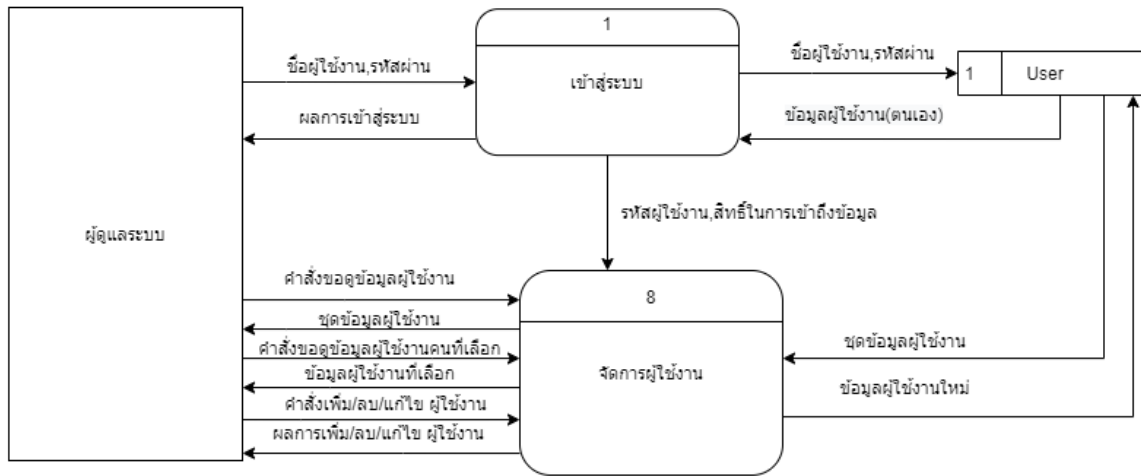 1
ชื่อผู้ใช้งาน,รหัสผ่าน
เข้าสู่ระบบ
ชื่อผู้ใช้งาน,รหัสผ่าน
1 User
ผลการเข้าสู่ระบบ
ข้อมูลผู้ใช้งาน(ตนเอง)
รหัสผู้ใช้งาน,สิทธิ์ในการเข้าถึงข้อมูล
ผู้ดูแลระบบ
คำสั่งขอดูข้อมูลผู้ใช้งาน
8
ชุดข้อมูลผู้ใช้งาน
คำสั่งขอดูข้อมูลผู้ใช้งานคนที่เลือก
ข้อมูลผู้ใช้งานที่เลือก
จัดการผู้ใช้งาน
ชุดข้อมูลผู้ใช้งาน
ข้อมูลผู้ใช้งานใหม่
คำสั่งเพิ่ม/ลบ/แก้ไข ผู้ใช้งาน
ผลการเพิ่ม/ลบ/แก้ไข ผู้ใช้งาน